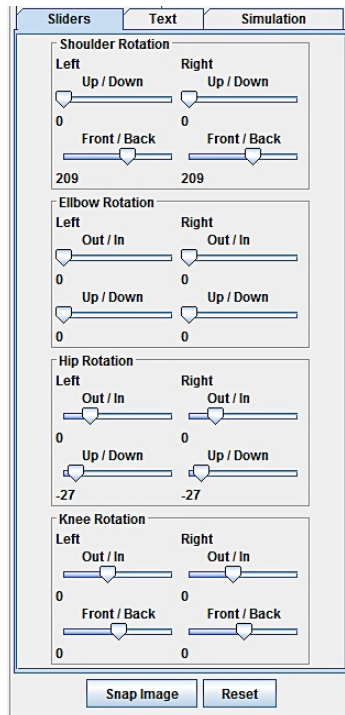 Sliders Text Simulation
Shoulder Rotation
Left Right
Up / Down Up / Down
0 0
Front / Back Front / Back
209 209
Ellbow Rotation
Left Right
Out / In Out / In
0 0
Up / Down Up / Down
0 0
Hip Rotation
Left Right
Out / In Out / In
0 0
Up / Down Up / Down
-27 -27
Knee Rotation
Left Right
Out / In Out / In
0 0
Front / Back Front / Back
0 0
Snap Image Reset